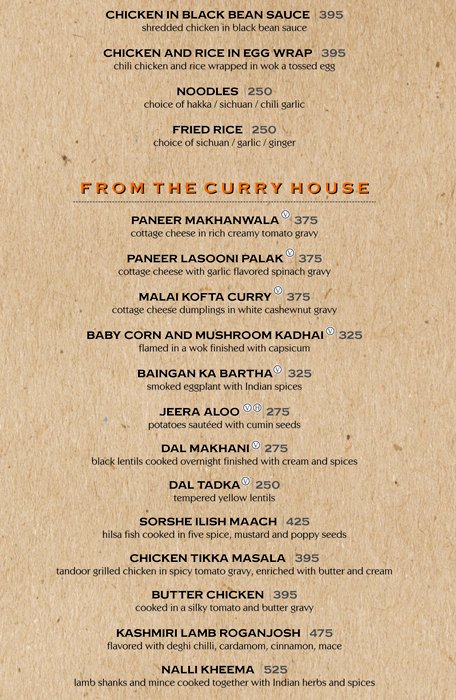 CHICKEN IN BLACK BEAN SAUCE | 395
shredded chicken in black bean sauce
CHICKEN AND RICE IN EGG WRAP | 395
chili chicken and rice wrapped in wok a tossed egg
NOODLES | 250
choice of hakka / sichuan / chili garlic
FRIED RICE | 250
choice of sichuan / garlic / ginger
FROM THE CURRY HOUSE
PANEER MAKHANWALA V | 375
cottage cheese in rich creamy tomato gravy
PANEER LASOONI PALAK V | 375
cottage cheese with garlic flavored spinach gravy
MALAI KOFTA CURRY V | 375
cottage cheese dumplings in white cashewnut gravy
BABY CORN AND MUSHROOM KADHAI V | 325
flamed in a wok finished with capsicum
BAINGAN KA BARTHA V | 325
smoked eggplant with Indian spices
JEERA ALOO V H | 275
potatoes sautéed with cumin seeds
DAL MAKHANI V | 275
black lentils cooked overnight finished with cream and spices
DAL TADKA V | 250
tempered yellow lentils
SORSHE ILISH MAACH | 425
hilsa fish cooked in five spice, mustard and poppy seeds
CHICKEN TIKKA MASALA | 395
tandoor grilled chicken in spicy tomato gravy, enriched with butter and cream
BUTTER CHICKEN | 395
cooked in a silky tomato and butter gravy
KASHMIRI LAMB ROGANJOSH | 475
flavored with deghi chilli, cardamom, cinnamon, mace
NALLI KHEEMA | 525
lamb shanks and mince cooked together with Indian herbs and spices